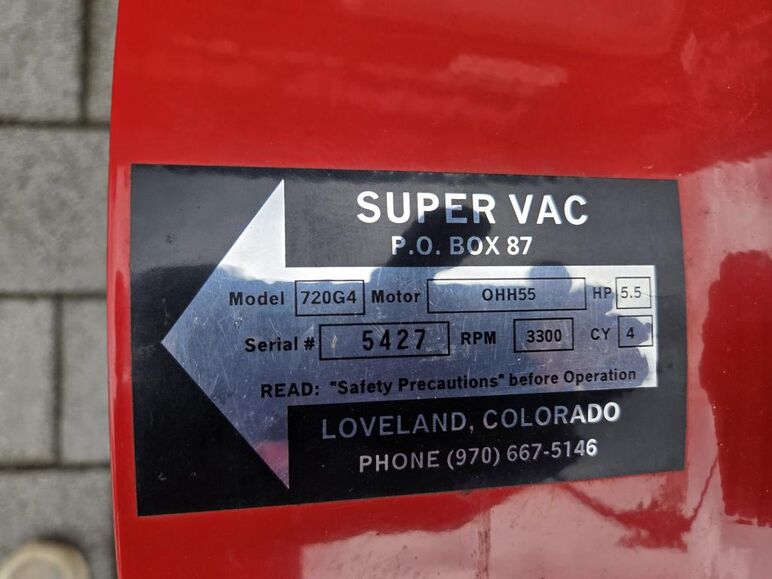 SUPER VAC
P.O. BOX 87
Model 720G4 Motor OHH55 HP 5.5
Serial # 5427 RPM 3300 CY 4
READ: "Safety Precautions" before Operation
LOVELAND, COLORADO
PHONE (970) 667-5146